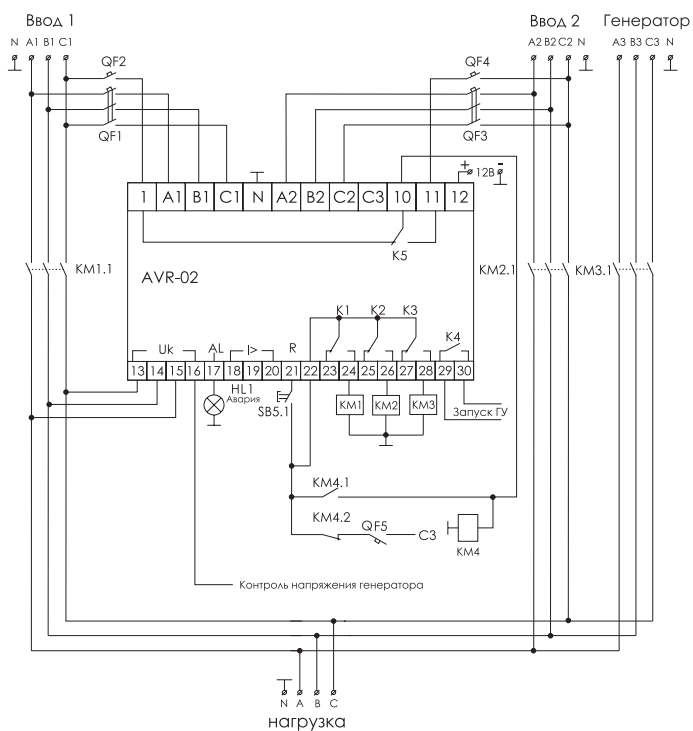 Ввод 1
Ввод 2
Генератор
N A1 B1 C1
A2 B2 C2 N
A3 B3 C3 N
QF2
QF4
QF1
QF3
+ 12В -
1 A1 B1 C1 N A2 B2 C2 C3 10 11 12
K5
KM1.1
AVR-02
KM2.1
KM3.1
K1 K2 K3
K4
Uk AL I> R
13 14 15 16 17 18 19 20 21 22 23 24 25 26 27 28 29 30
HL1
Авария
SB5.1
KM1 KM2 KM3
Запуск ГУ
KM4.1
KM4.2
QF5
C3
KM4
Контроль напряжения генератора
N A B C
нагрузка